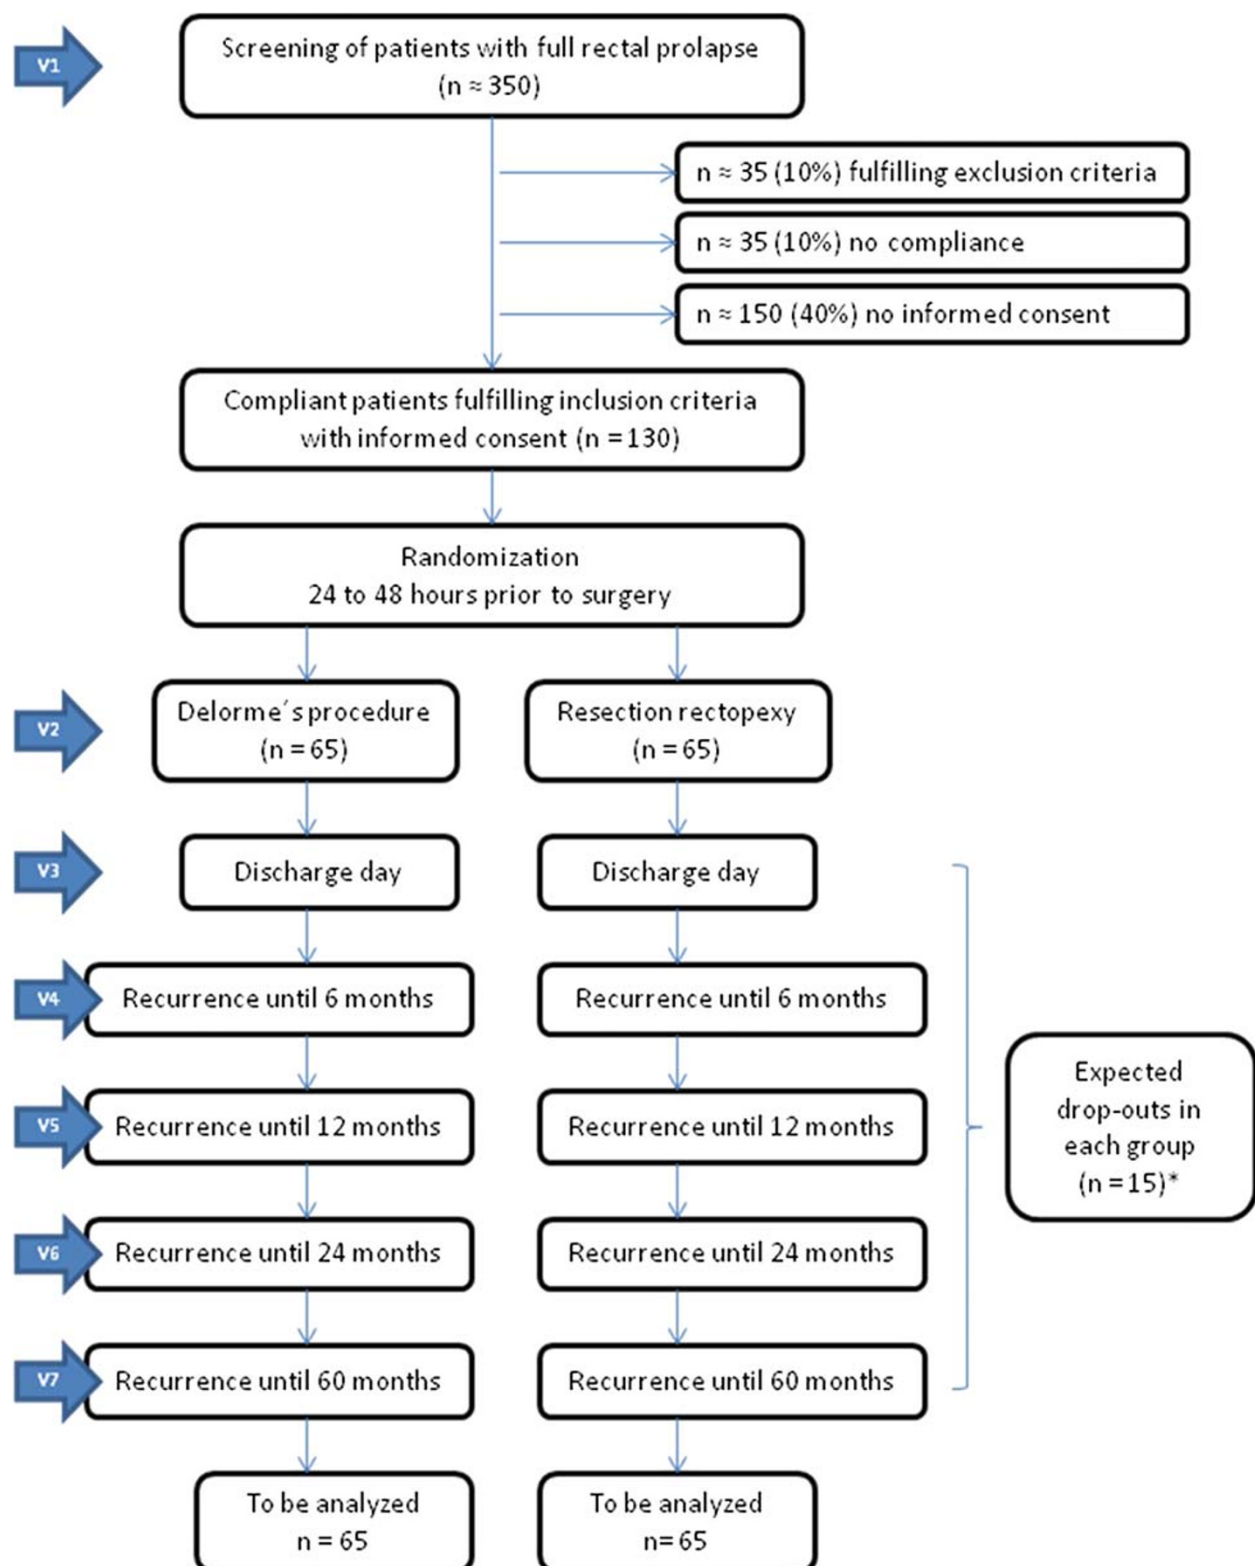 V1
Screening of patients with full rectal prolapse
(n ≈ 350)
n ≈ 35 (10%) fulfilling exclusion criteria
n ≈ 35 (10%) no compliance
n ≈ 150 (40%) no informed consent
Compliant patients fulfilling inclusion criteria
with informed consent (n = 130)
Randomization
24 to 48 hours prior to surgery
V2
Delorme´s procedure
(n = 65)
Resection rectopexy
(n = 65)
V3
Discharge day
Discharge day
V4
Recurrence until 6 months
Recurrence until 6 months
V5
Recurrence until 12 months
Recurrence until 12 months
Expected
drop-outs in
each group
(n = 15)*
V6
Recurrence until 24 months
Recurrence until 24 months
V7
Recurrence until 60 months
Recurrence until 60 months
To be analyzed
n = 65
To be analyzed
n= 65